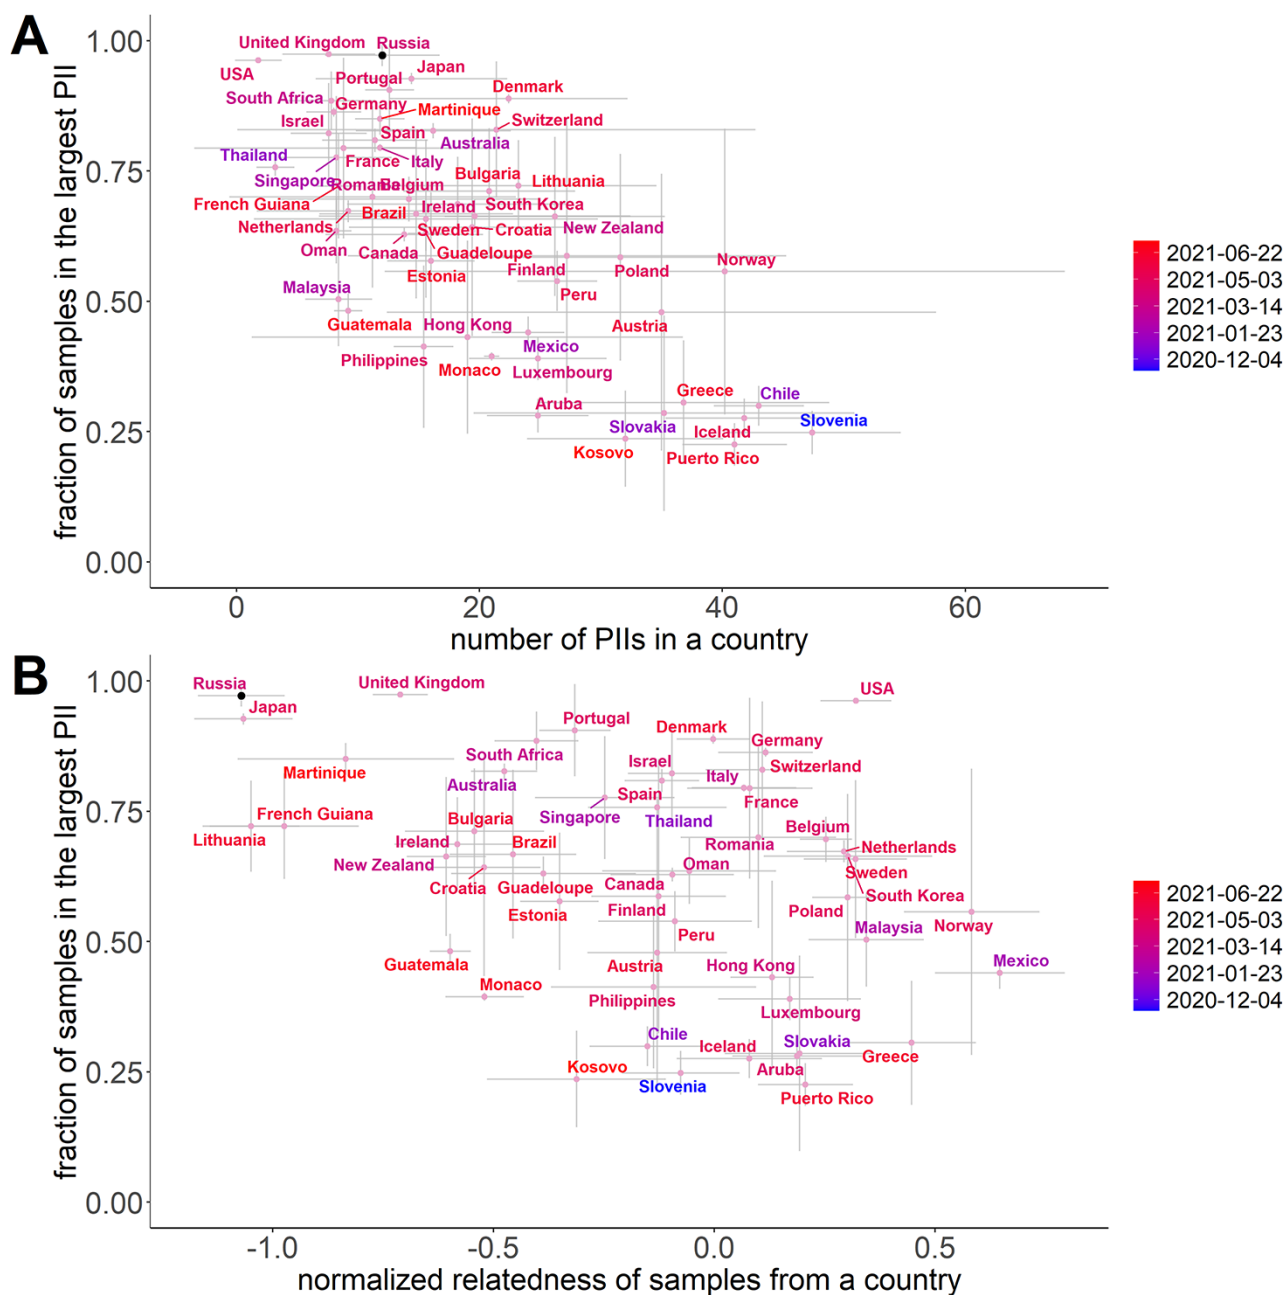 A
fraction of samples in the largest PII
1.00
0.75
0.50
0.25
0.00
United Kingdom
Russia
USA
Japan
Portugal
South Africa
Germany
Martinique
Denmark
Switzerland
Israel
Spain
Australia
Thailand
France
Italy
Singapore
Romania
Belgium
Bulgaria
Lithuania
French Guiana
Brazil
Ireland
South Korea
Netherlands
Sweden
Croatia
New Zealand
Oman
Canada
Guadeloupe
Estonia
Finland
Poland
Norway
Malaysia
Peru
Guatemala
Hong Kong
Austria
Philippines
Mexico
Monaco
Luxembourg
Aruba
Greece
Chile
Slovakia
Iceland
Slovenia
Kosovo
Puerto Rico
0
20
40
60
number of PIIs in a country
2021-06-22
2021-05-03
2021-03-14
2021-01-23
2020-12-04
B
fraction of samples in the largest PII
1.00
0.75
0.50
0.25
0.00
Russia
United Kingdom
USA
Japan
Portugal
Denmark
Germany
South Africa
Martinique
Israel
Italy
Switzerland
Australia
Spain
France
French Guiana
Singapore
Thailand
Lithuania
Bulgaria
Belgium
Ireland
Brazil
Romania
Netherlands
New Zealand
Oman
Sweden
Croatia
Guadeloupe
Canada
South Korea
Estonia
Finland
Poland
Norway
Peru
Malaysia
Guatemala
Austria
Hong Kong
Mexico
Monaco
Philippines
Luxembourg
Chile
Iceland
Slovakia
Greece
Kosovo
Slovenia
Aruba
Puerto Rico
-1.0
-0.5
0.0
0.5
normalized relatedness of samples from a country
2021-06-22
2021-05-03
2021-03-14
2021-01-23
2020-12-04